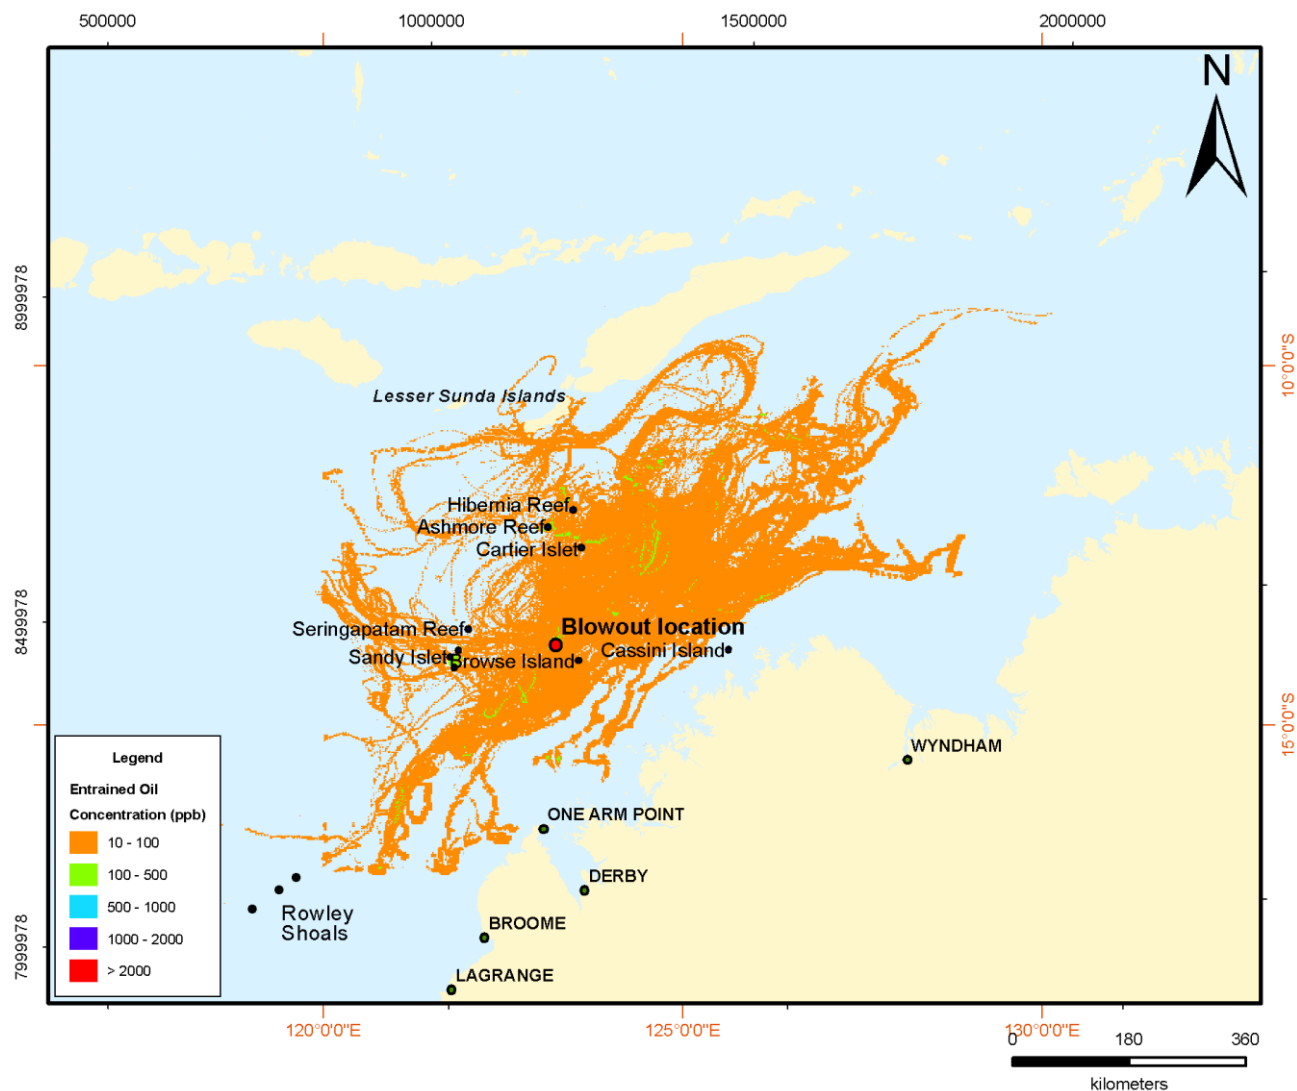 500000
1000000
1500000
2000000
N
8999978
10°0'0"S
Lesser Sunda Islands
Hibernia Reef
Ashmore Reef
Cartier Islet
8499978
Seringapatam Reef
Blowout location
Sandy Islet
Browse Island
Cassini Island
15°0'0"S
WYNDHAM
Legend
Entrained Oil
Concentration (ppb)
10 - 100
100 - 500
500 - 1000
1000 - 2000
> 2000
ONE ARM POINT
DERBY
Rowley
Shoals
BROOME
7999978
LAGRANGE
120°0'0"E
125°0'0"E
130°0'0"E
0
180
360
kilometers